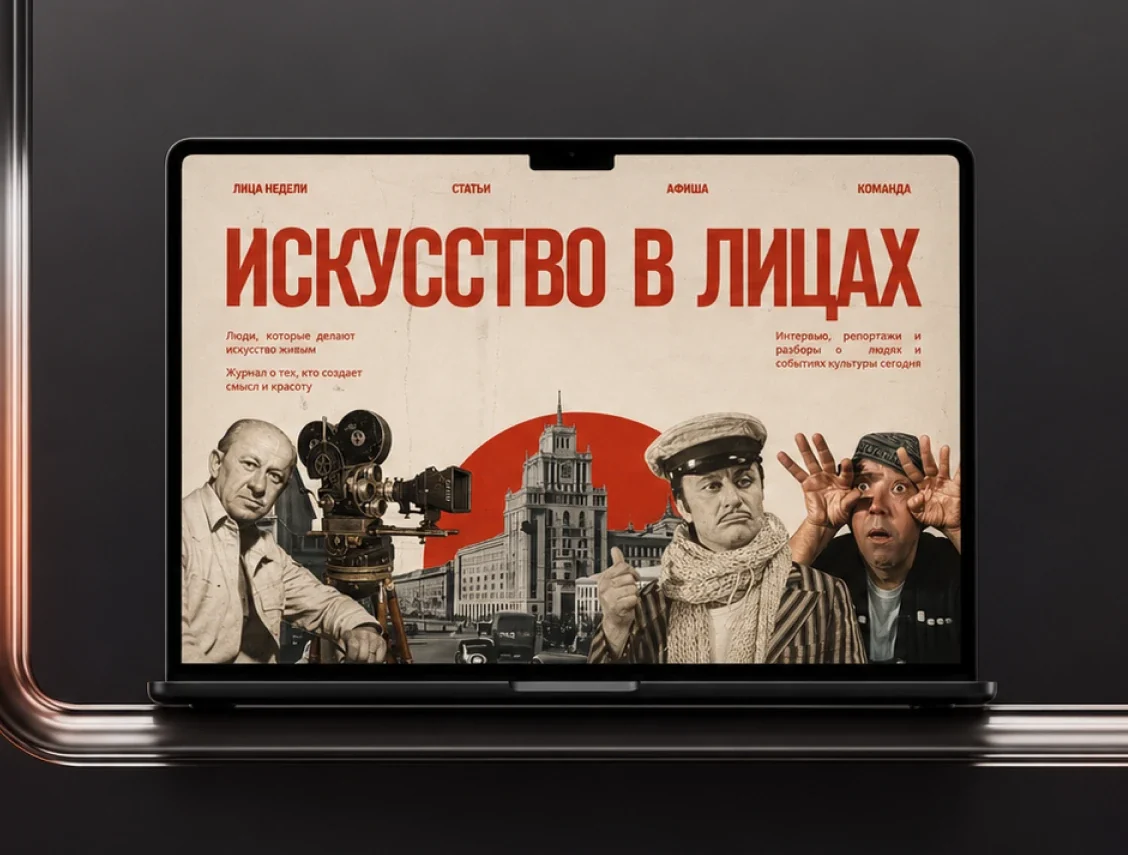 ЛИЦА НЕДЕЛИ
СТАТЬИ
АФИША
КОМАНДА
ИСКУССТВО В ЛИЦАХ
Люди, которые делают
искусство живым
Журнал о тех, кто создает
смысл и красоту
Интервью, репортажи и
разборы о людях и
событиях культуры сегодня